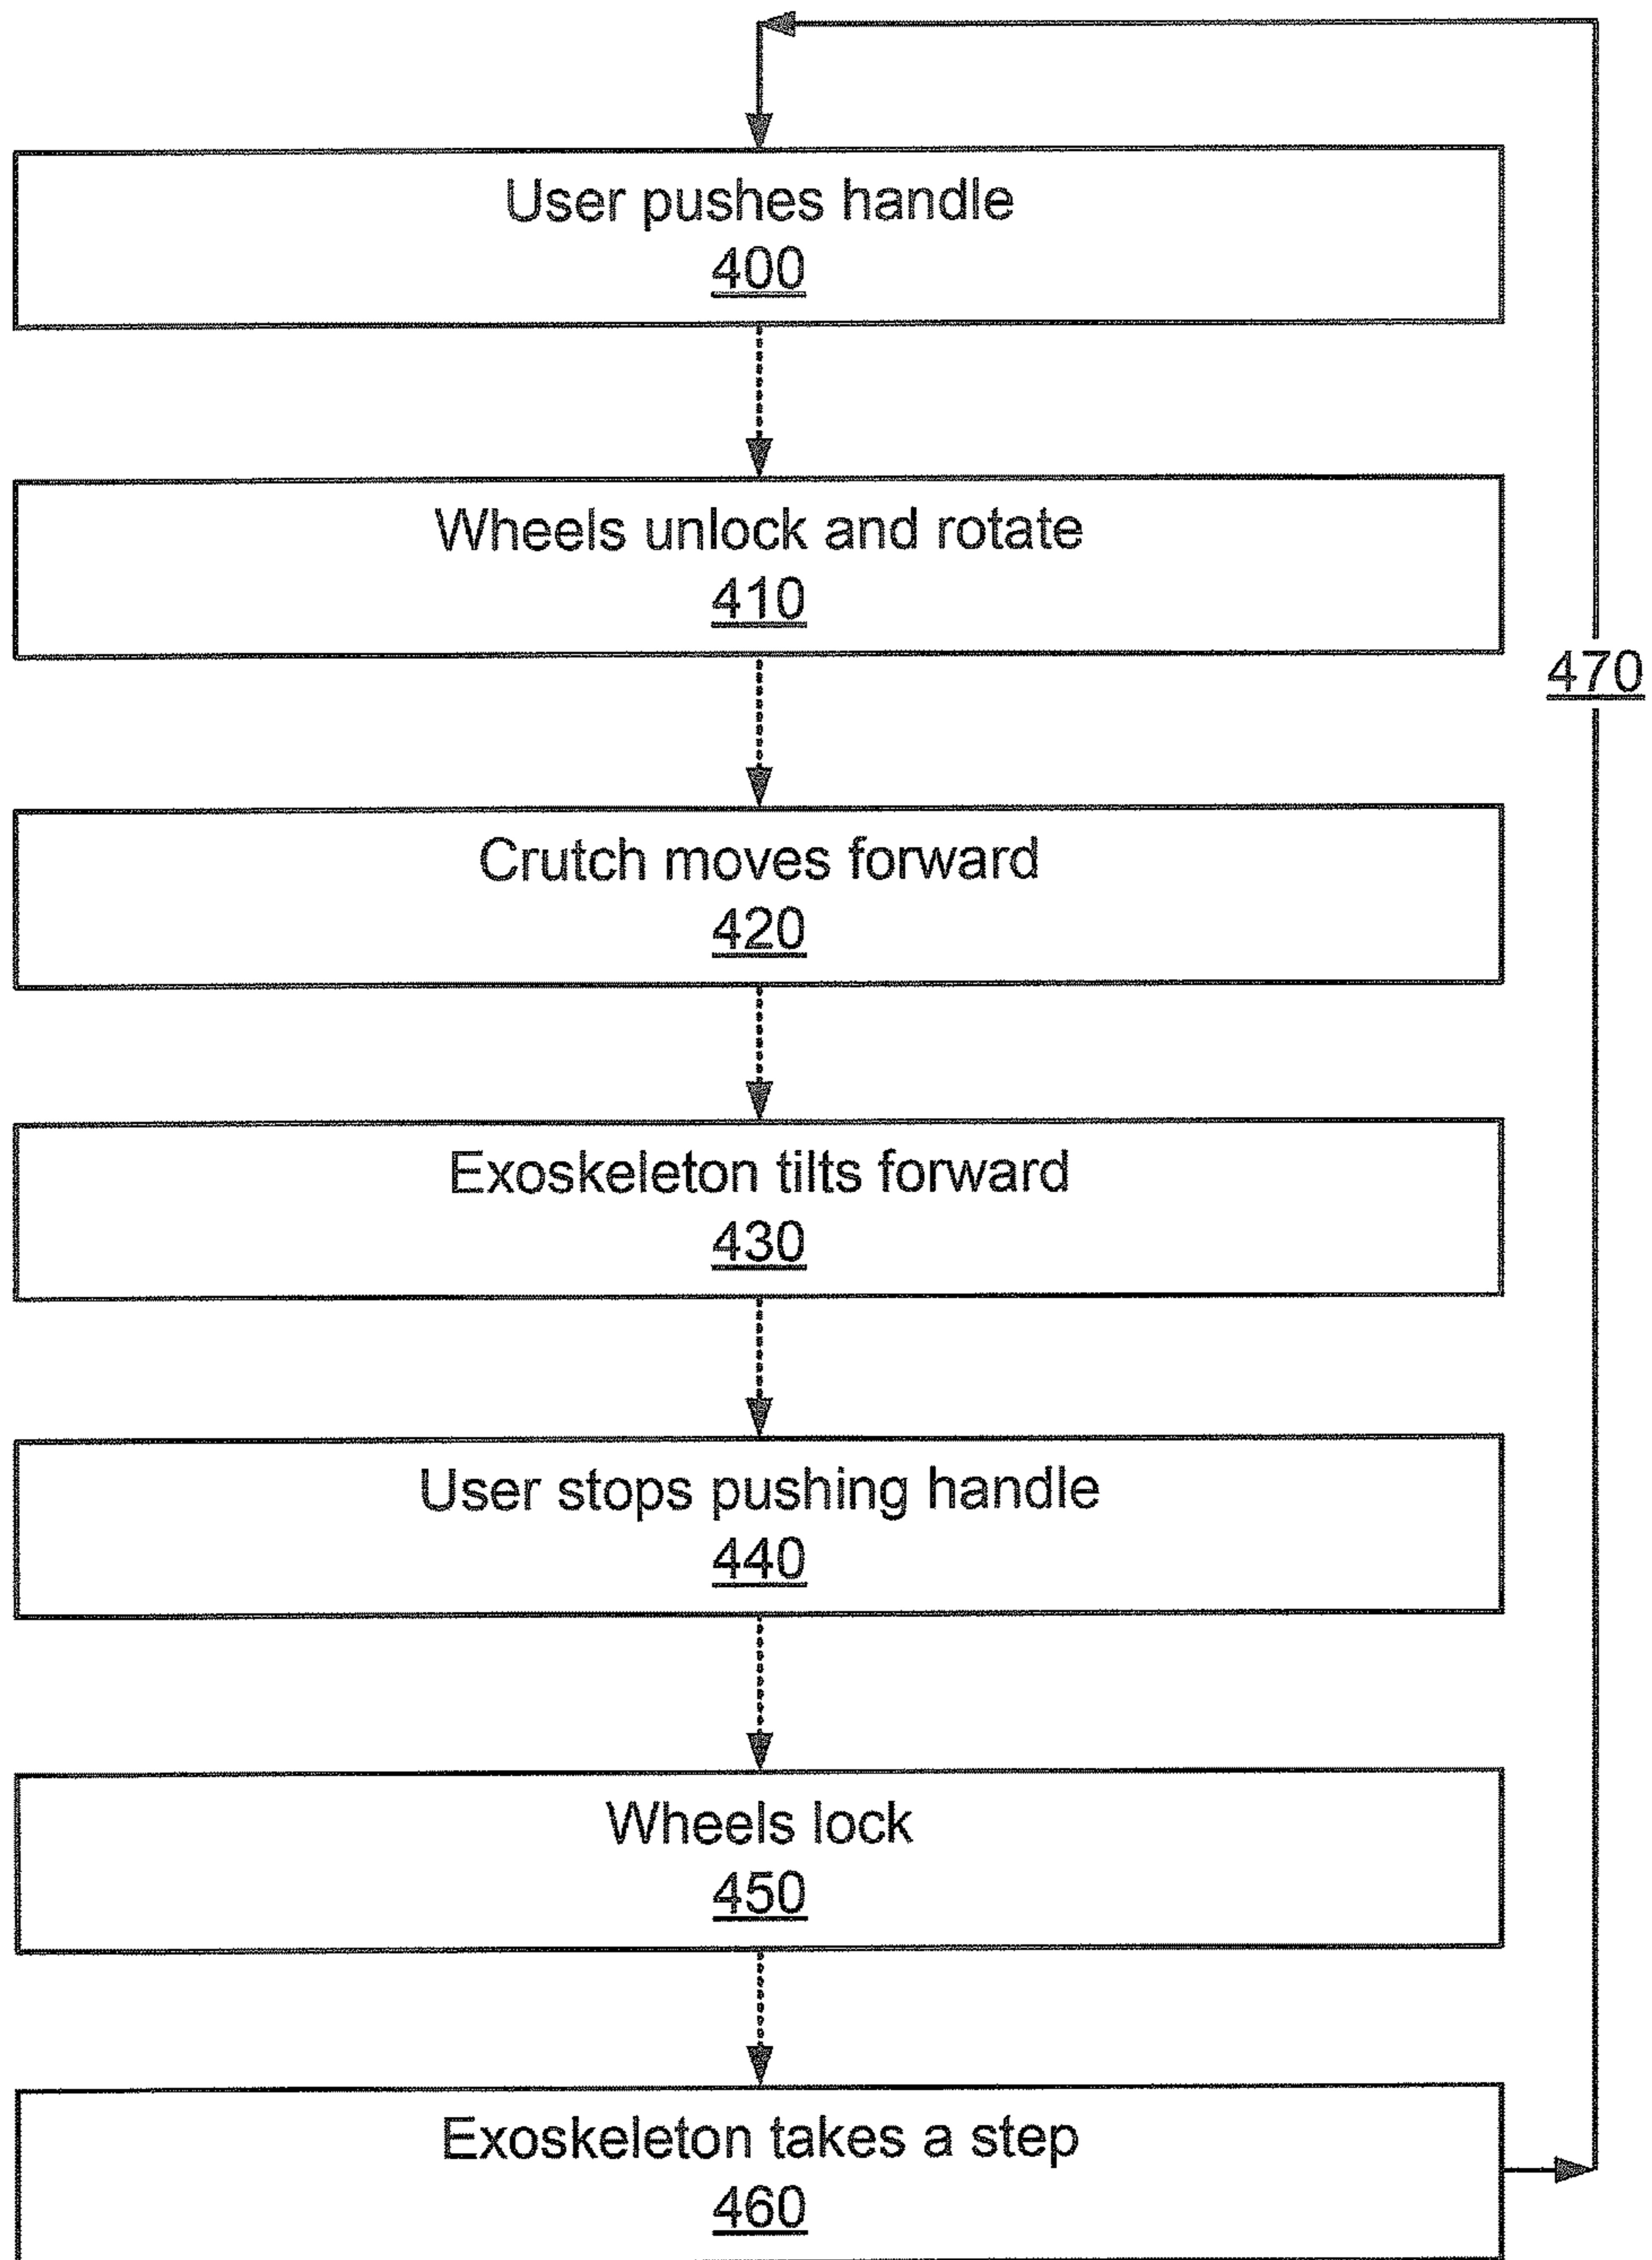 User pushes handle
400
Wheels unlock and rotate
410
470
Crutch moves forward
420
Exoskeleton tilts forward
430
User stops pushing handle
440
Wheels lock
450
Exoskeleton takes a step
460